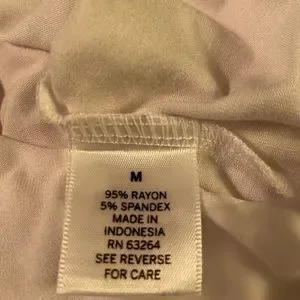 M
95% RAYON
5% SPANDEX
MADE IN
INDONESIA
RN 63264
SEE REVERSE
FOR CARE